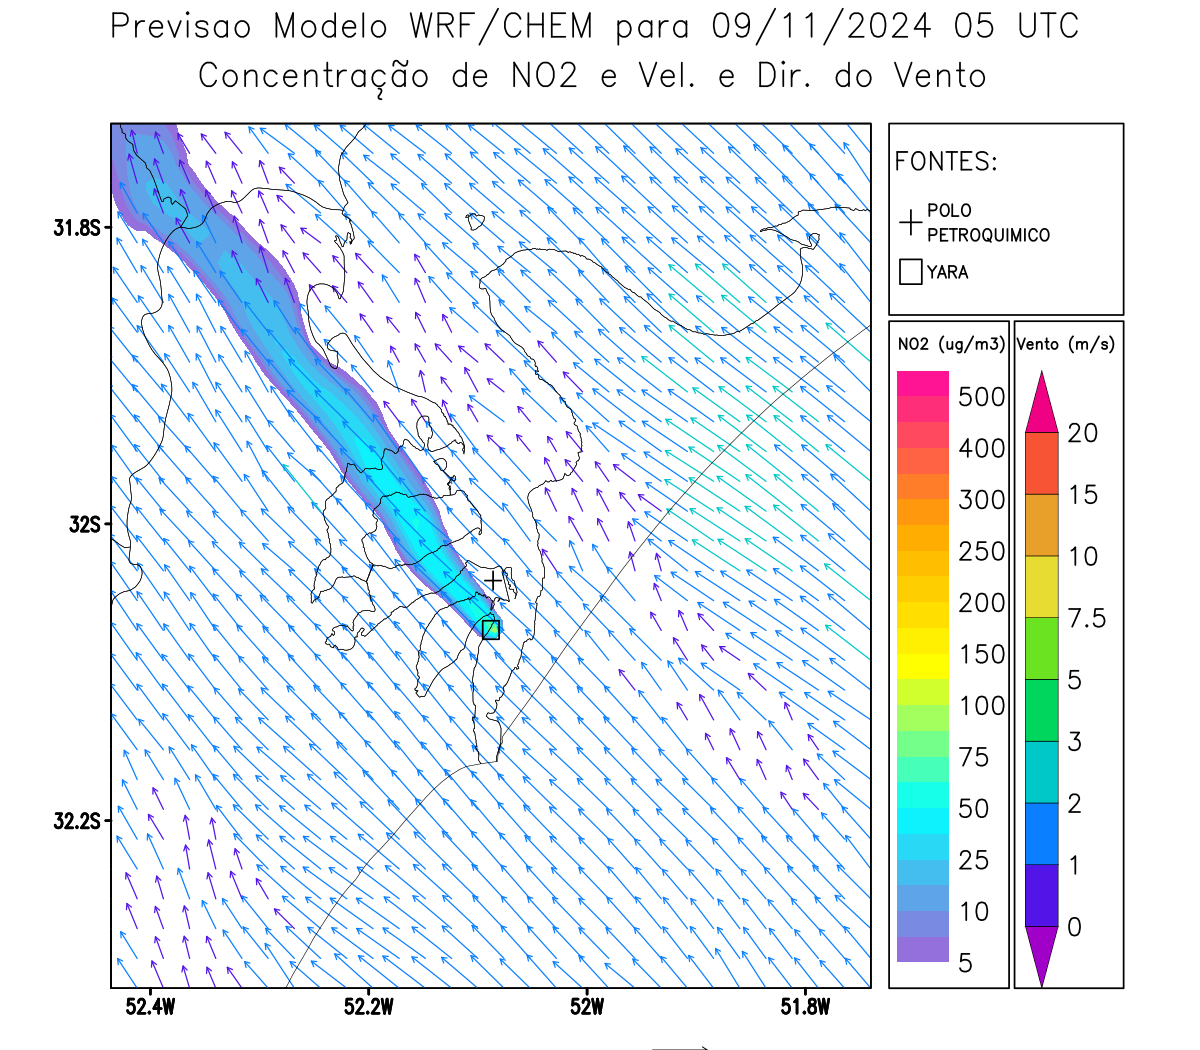 Previsao Modelo WRF/CHEM para 09/11/2024 05 UTC
Concentração de NO2 e Vel. e Dir. do Vento
FONTES:
POLO
PETROQUIMICO
YARA
NO2 (ug/m3)
500
400
300
250
200
150
100
75
50
25
10
5
Vento (m/s)
20
15
10
7.5
5
3
2
1
0
31.8S
32S
32.2S
52.4W 52.2W 52W 51.8W